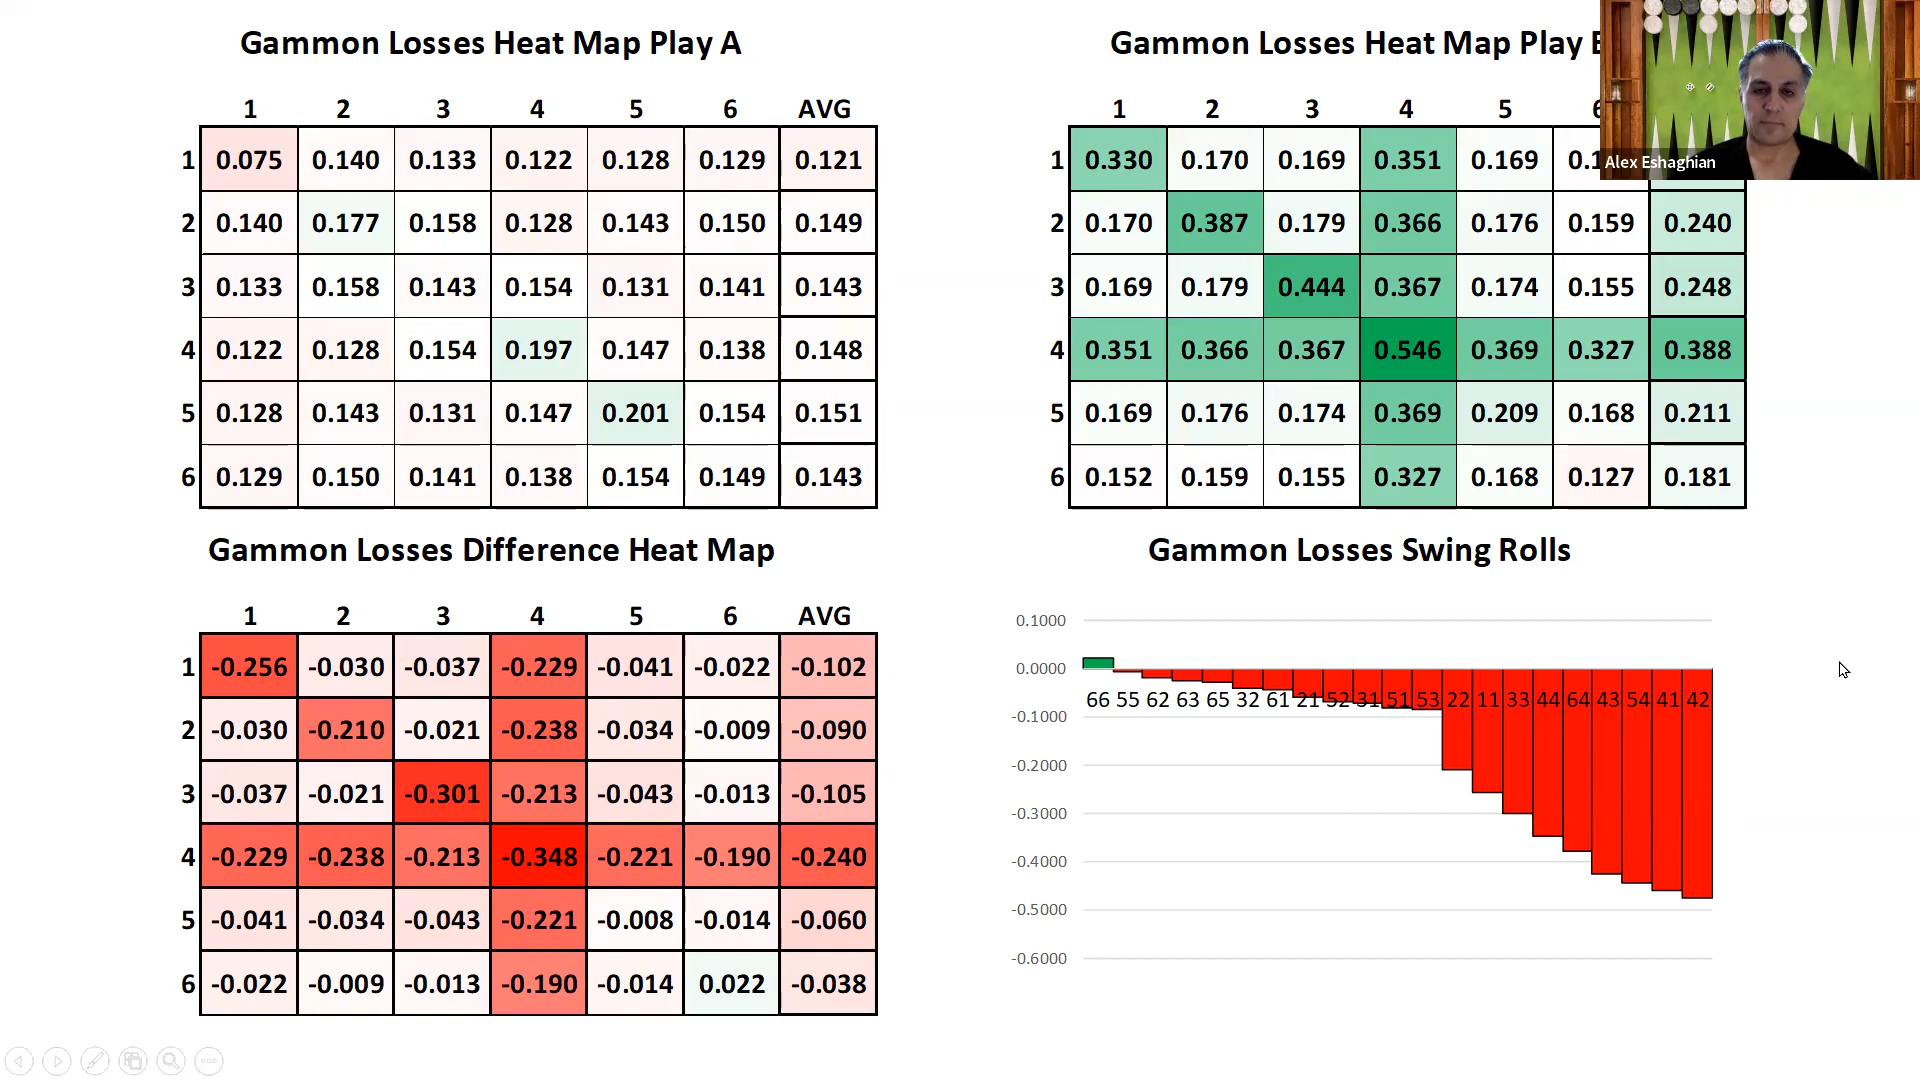 Gammon Losses Heat Map Play A
1 2 3 4 5 6 AVG
1 0.075 0.140 0.133 0.122 0.128 0.129 0.121
2 0.140 0.177 0.158 0.128 0.143 0.150 0.149
3 0.133 0.158 0.143 0.154 0.131 0.141 0.143
4 0.122 0.128 0.154 0.197 0.147 0.138 0.148
5 0.128 0.143 0.131 0.147 0.201 0.154 0.151
6 0.129 0.150 0.141 0.138 0.154 0.149 0.143
Gammon Losses Heat Map Play
Alex Eshaghian
1 2 3 4 5
1 0.330 0.170 0.169 0.351 0.169
2 0.170 0.387 0.179 0.366 0.176 0.159 0.240
3 0.169 0.179 0.444 0.367 0.174 0.155 0.248
4 0.351 0.366 0.367 0.546 0.369 0.327 0.388
5 0.169 0.176 0.174 0.369 0.209 0.168 0.211
6 0.152 0.159 0.155 0.327 0.168 0.127 0.181
Gammon Losses Difference Heat Map
1 2 3 4 5 6 AVG
1 -0.256 -0.030 -0.037 -0.229 -0.041 -0.022 -0.102
2 -0.030 -0.210 -0.021 -0.238 -0.034 -0.009 -0.090
3 -0.037 -0.021 -0.301 -0.213 -0.043 -0.013 -0.105
4 -0.229 -0.238 -0.213 -0.348 -0.221 -0.190 -0.240
5 -0.041 -0.034 -0.043 -0.221 -0.008 -0.014 -0.060
6 -0.022 -0.009 -0.013 -0.190 -0.014 0.022 -0.038
Gammon Losses Swing Rolls
0.1000
0.0000
66 55 62 63 65 32 61 21 52 31 51 53 22 11 33 44 64 43 54 41 42
-0.1000
-0.2000
-0.3000
-0.4000
-0.5000
-0.6000